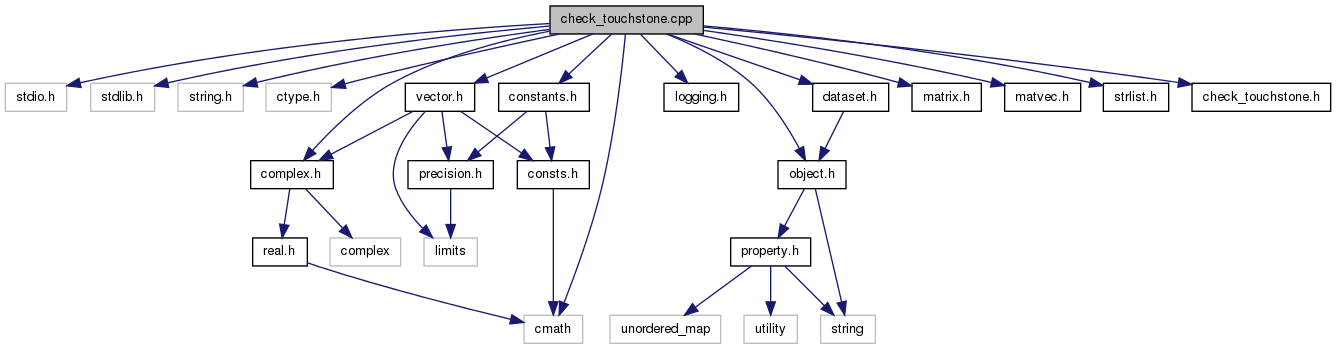 check_touchstone.cpp
stdio.h
stdlib.h
string.h
ctype.h
vector.h
constants.h
logging.h
dataset.h
matrix.h
matvec.h
strlist.h
check_touchstone.h
complex.h
precision.h
consts.h
object.h
real.h
complex
limits
property.h
cmath
unordered_map
utility
string